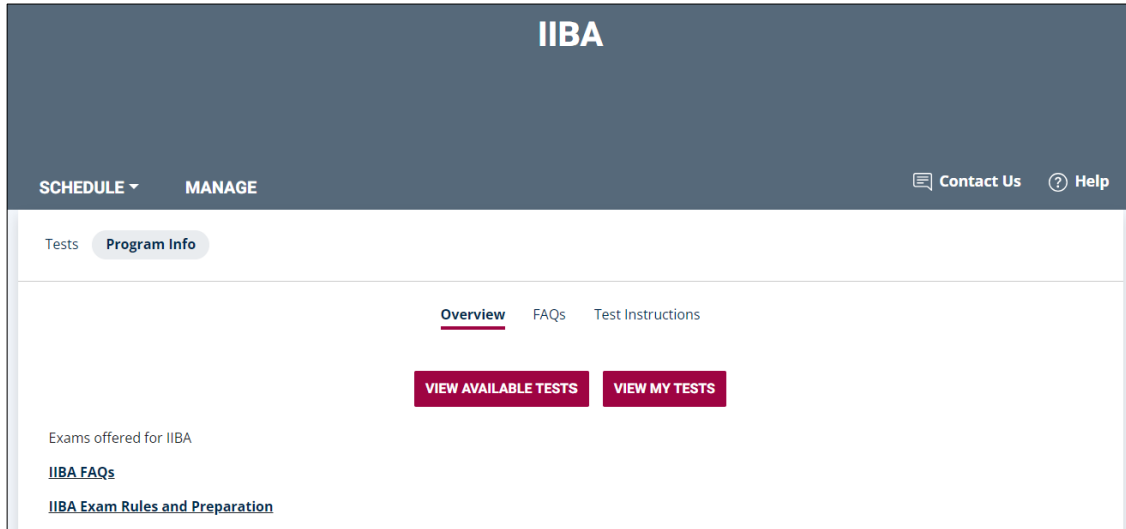 IIBA
SCHEDULE MANAGE Contact Us Help
Tests Program Info
Overview FAQs Test Instructions
VIEW AVAILABLE TESTS VIEW MY TESTS
Exams offered for IIBA
IIBA FAQs
IIBA Exam Rules and Preparation